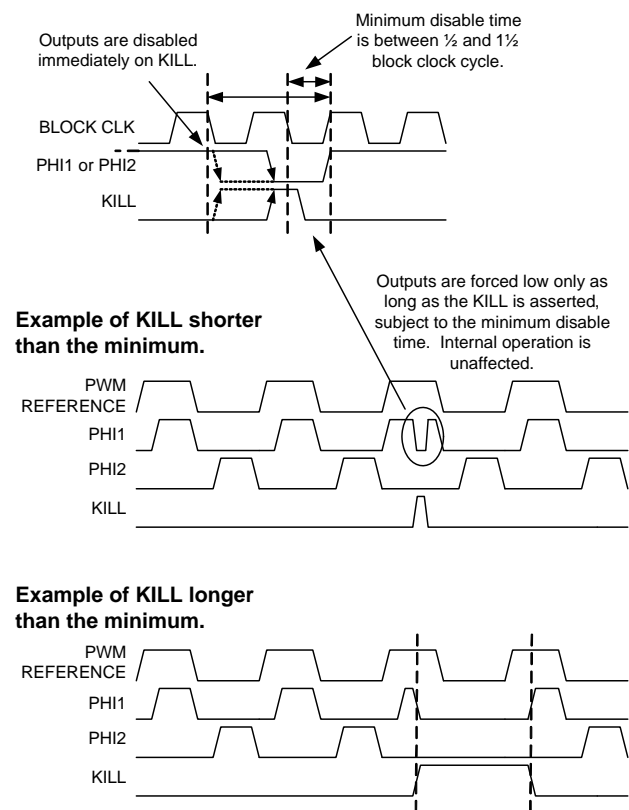 Outputs are disabled
immediately on KILL.
Minimum disable time
is between ½ and 1½
block clock cycle.
BLOCK CLK
PHI1 or PHI2
KILL
Outputs are forced low only as
long as the KILL is asserted,
subject to the minimum disable
time. Internal operation is
unaffected.
Example of KILL shorter
than the minimum.
PWM
REFERENCE
PHI1
PHI2
KILL
Example of KILL longer
than the minimum.
PWM
REFERENCE
PHI1
PHI2
KILL